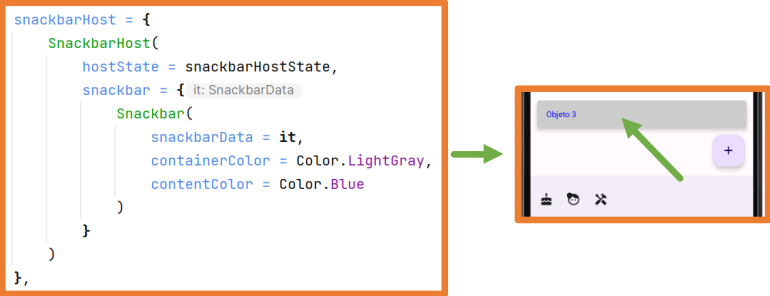 snackbarHost = {
SnackbarHost(
hostState = snackbarHostState,
snackbar = { it: SnackbarData
Snackbar(
snackbarData = it,
containerColor = Color.LightGray,
contentColor = Color.Blue
)
}
)
},
Objeto 3
+